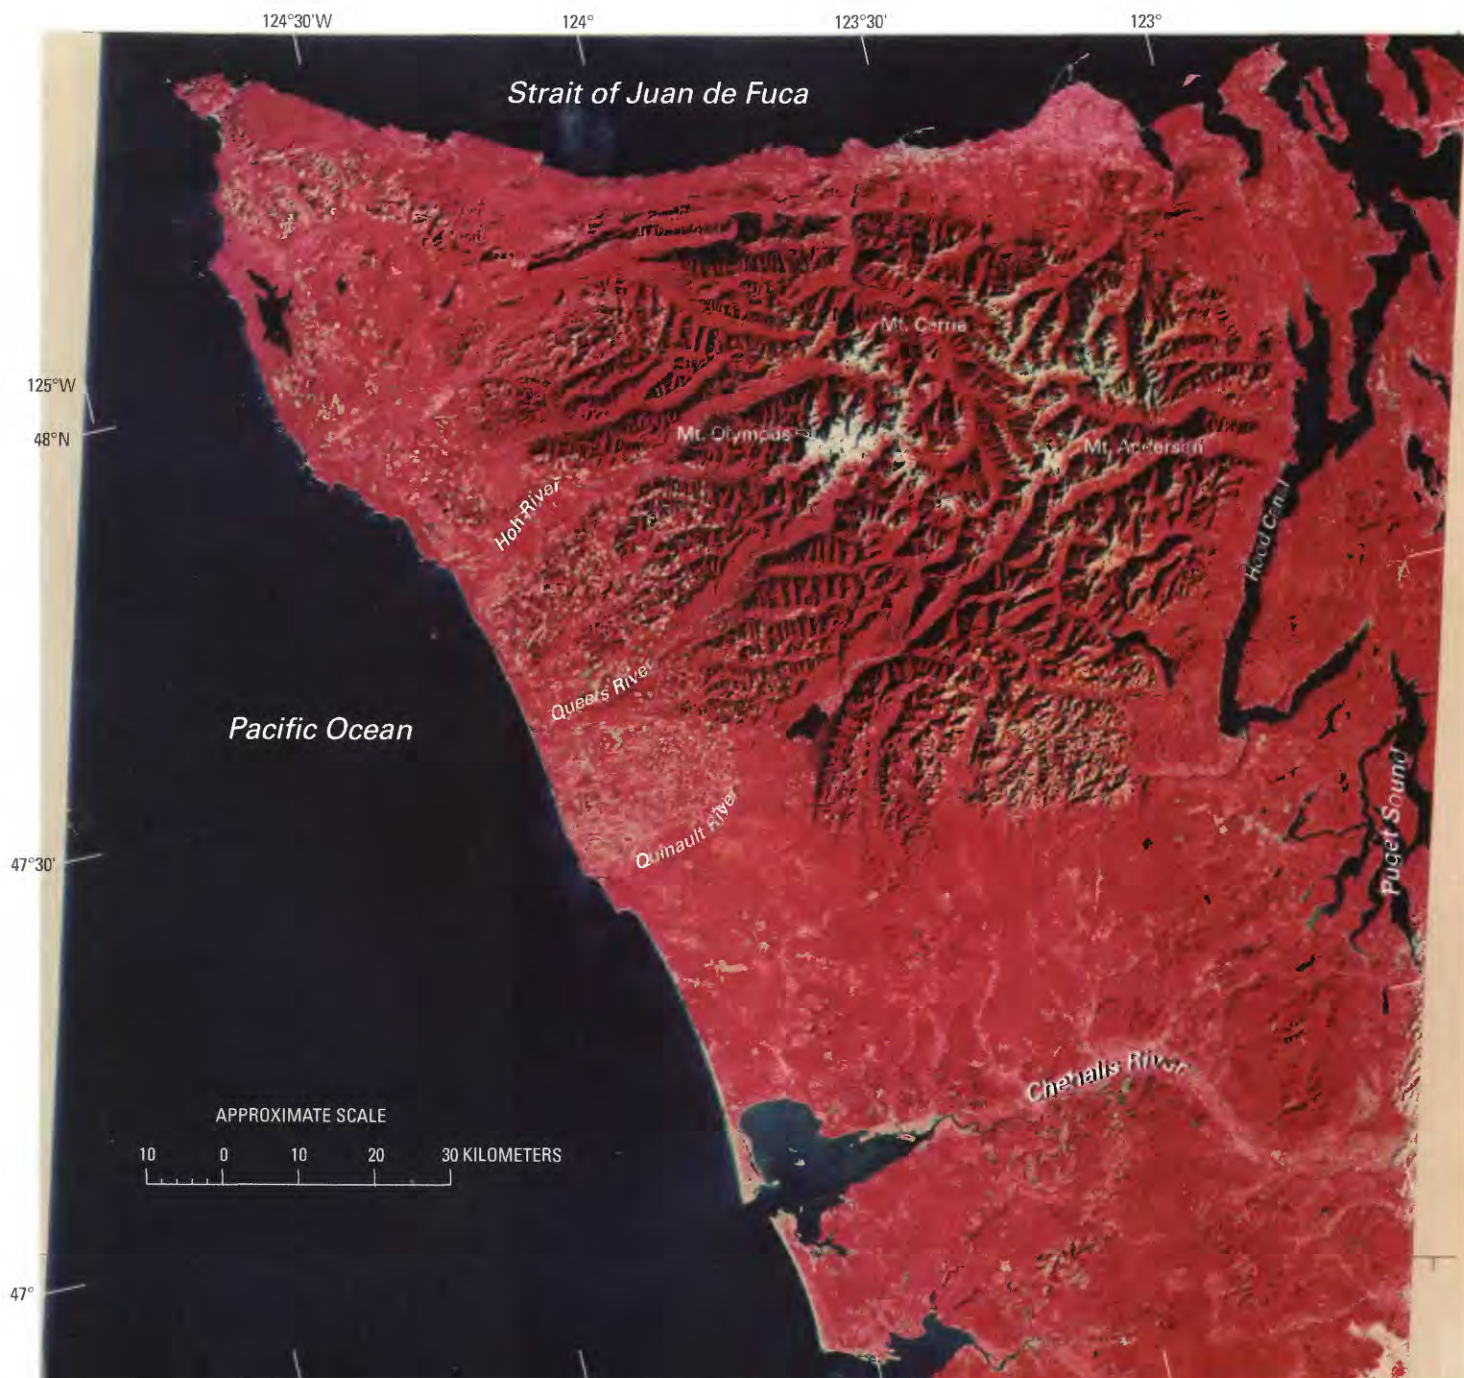 124°30'W
124°
123°30'
123°
Strait of Juan de Fuca
Mt. Carrie
125°W
48°N
Mt. Olympus
Mt. Anderson
Hoh River
Hood Canal
Queets River
Pacific Ocean
Puget Sound
Quinault River
47°30'
Chehalis River
APPROXIMATE SCALE
10 0 10 20 30 KILOMETERS
47°